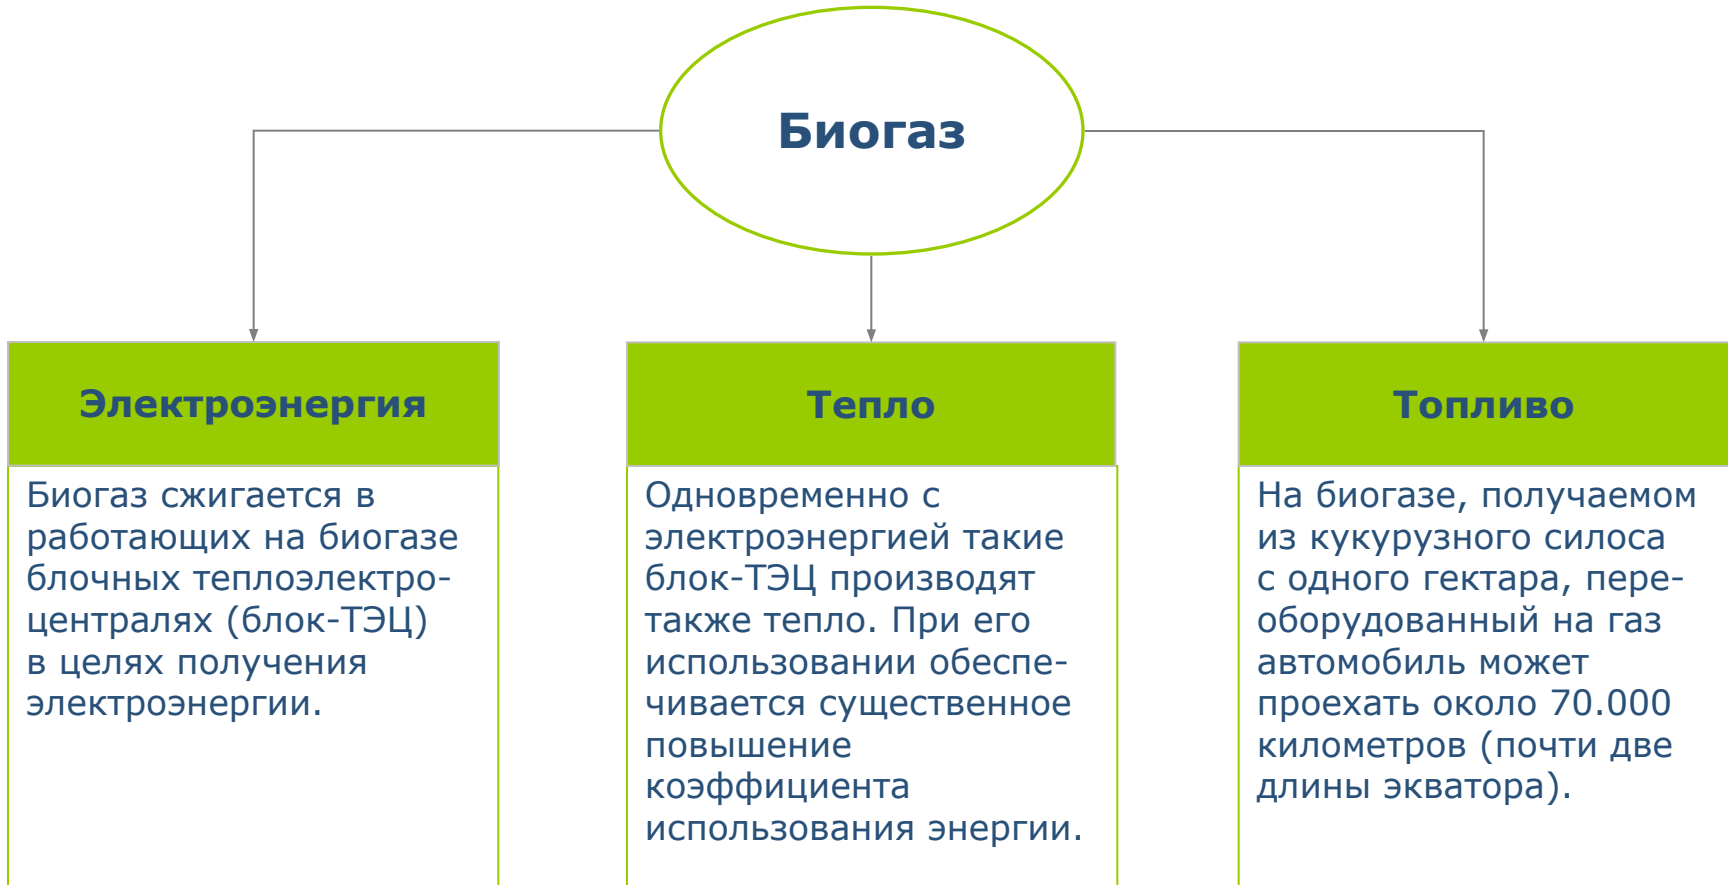 Биогаз
Электроэнергия
Биогаз сжигается в
работающих на биогазе
блочных теплоэлектро-
централях (блок-ТЭЦ)
в целях получения
электроэнергии.
Тепло
Одновременно с
электроэнергией такие
блок-ТЭЦ производят
также тепло. При его
использовании обеспе-
чивается существенное
повышение
коэффициента
использования энергии.
Топливо
На биогазе, получаемом
из кукурузного силоса
с одного гектара, пере-
оборудованный на газ
автомобиль может
проехать около 70.000
километров (почти две
длины экватора).